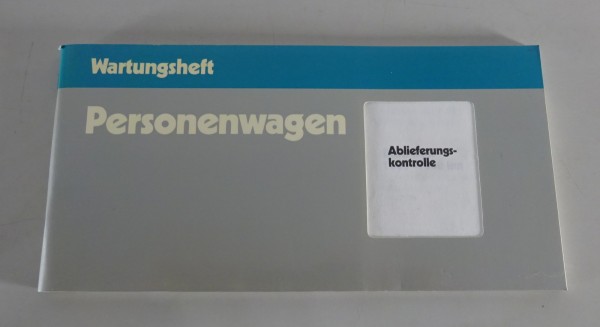 Wartungsheft
Personenwagen
Ablieferungs-
kontrolle